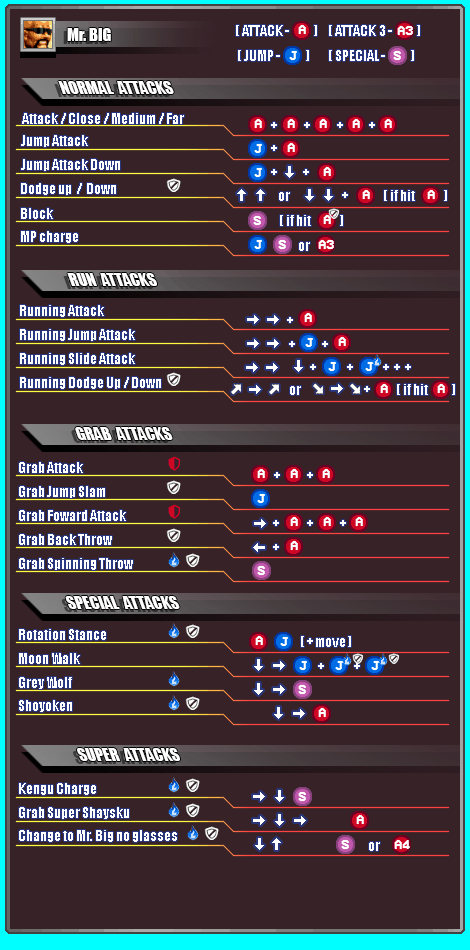 Mr. BIG
[ ATTACK - A ] [ ATTACK 3 - A3 ]
[ JUMP - J ] [ SPECIAL - S ]
NORMAL ATTACKS
Attack / Close / Medium / Far A + A + A + A + A
Jump Attack J + A
Jump Attack Down J + ↓ + A
Dodge up / Down ↑ ↑ or ↓ ↓ + A [ if hit A ]
Block S [ if hit A ]
MP charge J S or A3
RUN ATTACKS
Running Attack → → + A
Running Jump Attack → → + J + A
Running Slide Attack → → ↓ + J + J + + +
Running Dodge Up / Down ↗ → ↗ or ↘ → ↘ + A [ if hit A ]
GRAB ATTACKS
Grab Attack A + A + A
Grab Jump Slam J
Grab Foward Attack → + A + A + A
Grab Back Throw ← + A
Grab Spinning Throw S
SPECIAL ATTACKS
Rotation Stance A J [ + move ]
Moon Walk ↓ → J + J + J
Grey Wolf ↓ → S
Shoyoken ↓ → A
SUPER ATTACKS
Kengu Charge → ↓ S
Grab Super Shaysku → ↓ → A
Change to Mr. Big no glasses ↓ ↑ S or A4